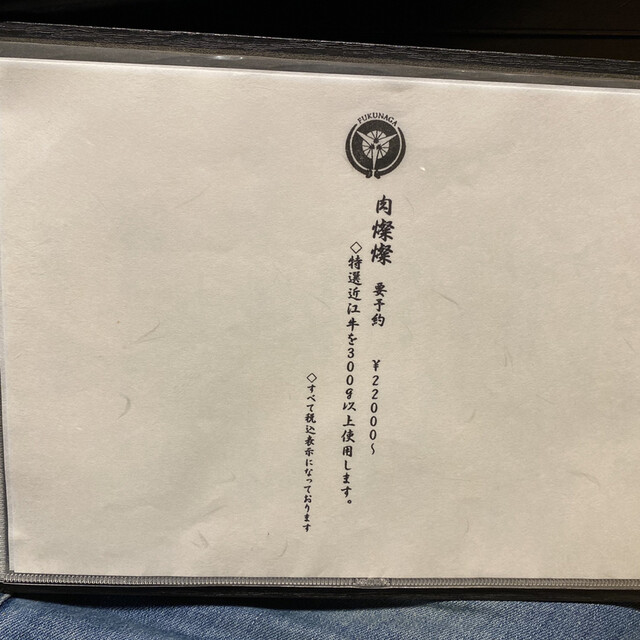 FUKUNAGA
肉燦燦 要予約 ¥22000~
◇特選近江牛を300g以上使用します。
◇すべて税込表示になっております